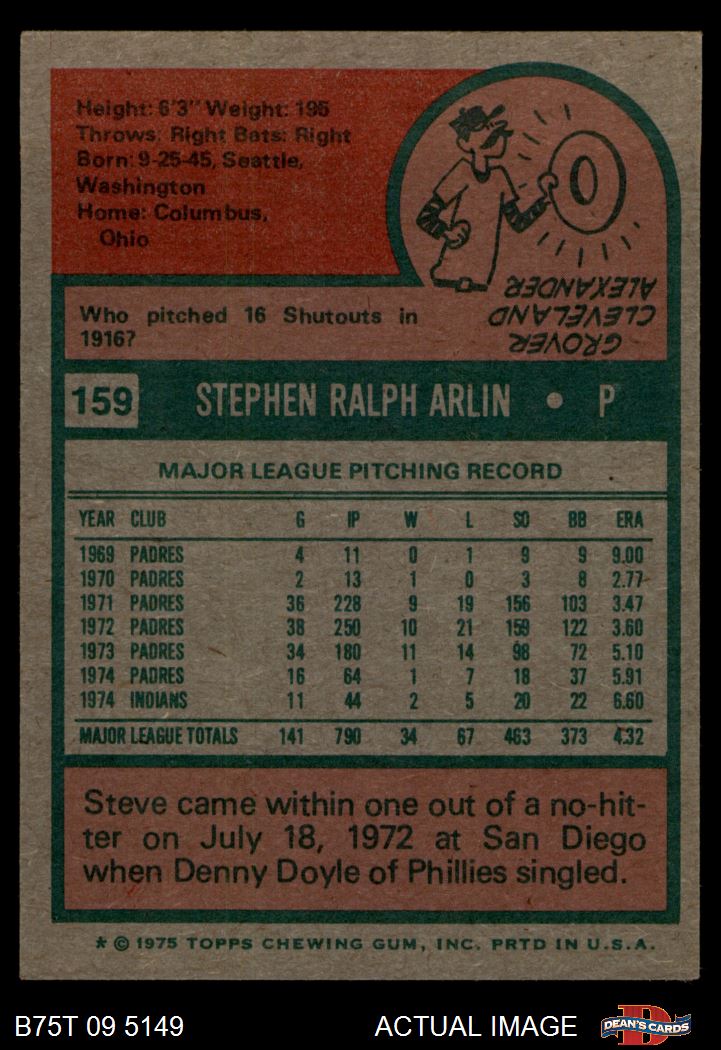 Height: 6'3" Weight: 195
Throws: Right Bats: Right
Born: 9-25-45, Seattle,
Washington
Home: Columbus,
Ohio
Who pitched 16 Shutouts in
1916?
GROVER
CLEVELAND
ALEXANDER
159 STEPHEN RALPH ARLIN • P
MAJOR LEAGUE PITCHING RECORD
YEAR CLUB G IP W L SO BB ERA
1969 PADRES 4 11 0 1 9 9 9.00
1970 PADRES 2 13 1 0 3 8 2.77
1971 PADRES 36 228 9 19 156 103 3.47
1972 PADRES 38 250 10 21 159 122 3.60
1973 PADRES 34 180 11 14 98 72 5.10
1974 PADRES 16 64 1 7 18 37 5.91
1974 INDIANS 11 44 2 5 20 22 6.60
MAJOR LEAGUE TOTALS 141 790 34 67 463 373 4.32
Steve came within one out of a no-hit-
ter on July 18, 1972 at San Diego
when Denny Doyle of Phillies singled.
* © 1975 TOPPS CHEWING GUM, INC. PRTD IN U.S.A.
B75T 09 5149 ACTUAL IMAGE DEAN'S CARDS